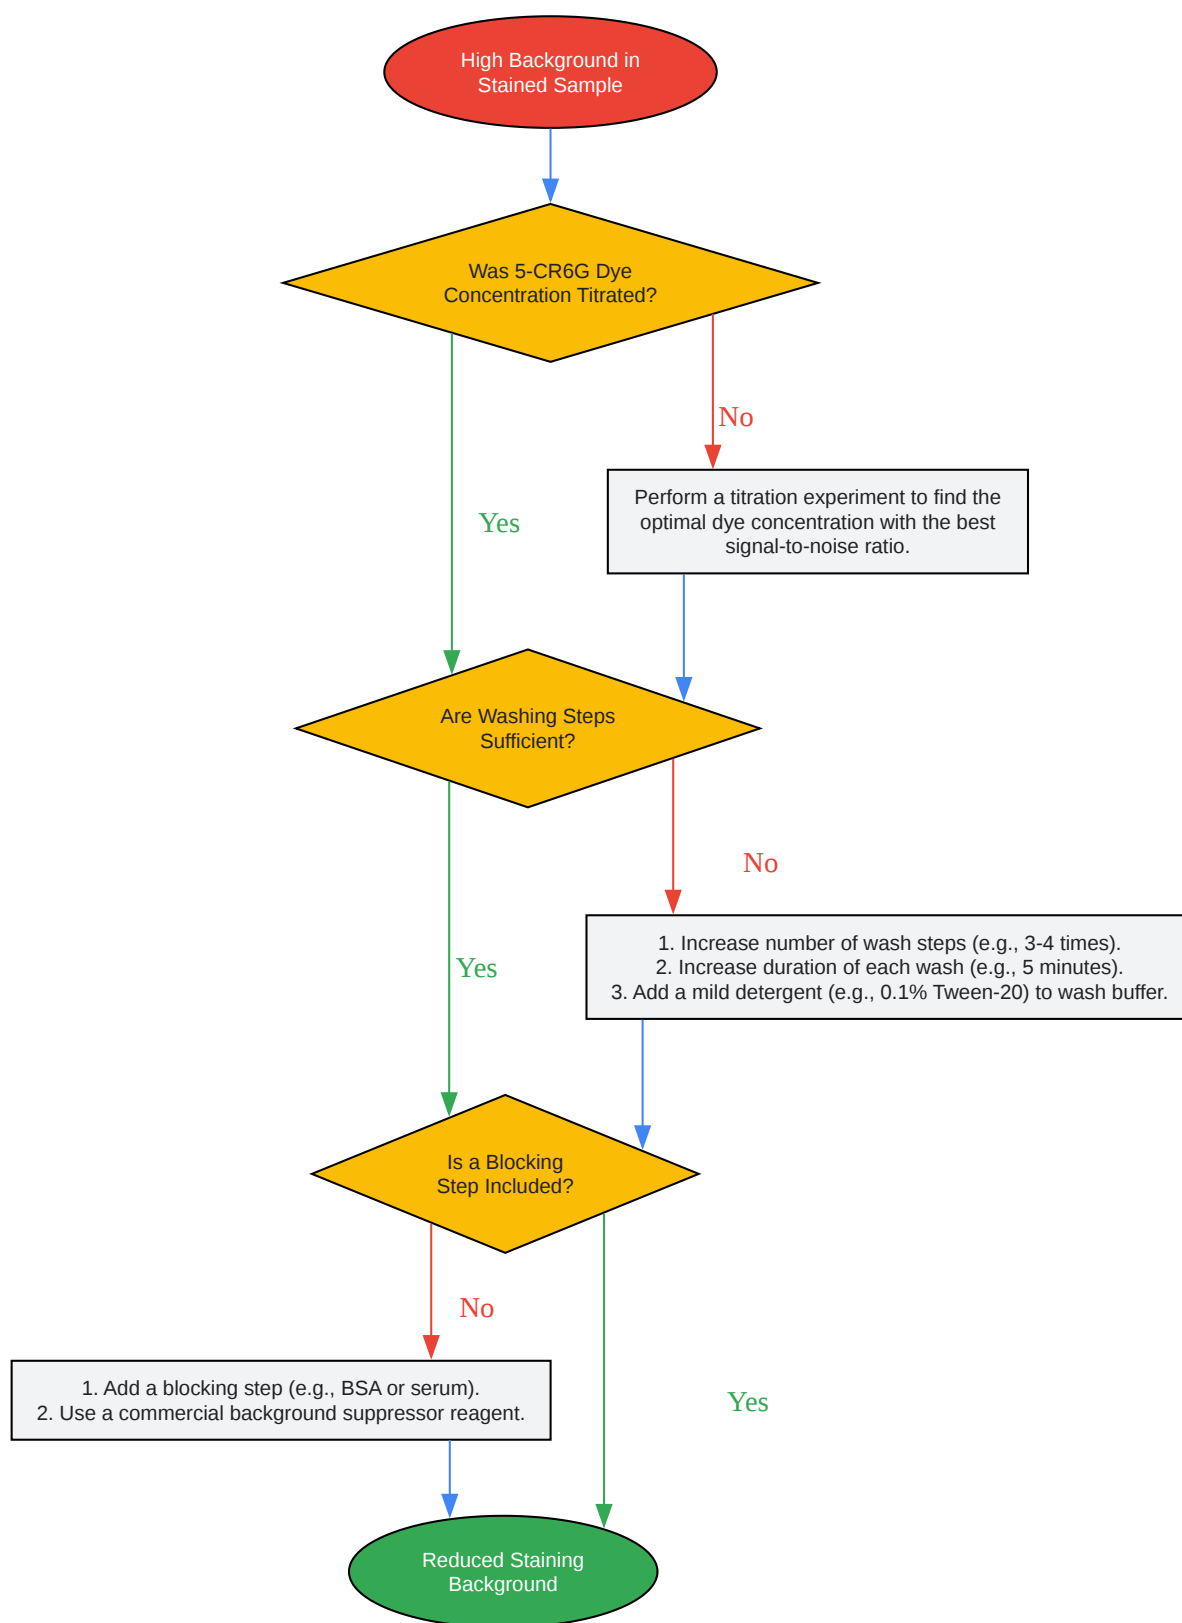 High Background in
Stained Sample
Was 5-CR6G Dye
Concentration Titrated?
No
Perform a titration experiment to find the
optimal dye concentration with the best
signal-to-noise ratio.
Yes
Are Washing Steps
Sufficient?
No
1. Increase number of wash steps (e.g., 3-4 times).
2. Increase duration of each wash (e.g., 5 minutes).
3. Add a mild detergent (e.g., 0.1% Tween-20) to wash buffer.
Yes
Is a Blocking
Step Included?
No
1. Add a blocking step (e.g., BSA or serum).
2. Use a commercial background suppressor reagent.
Yes
Reduced Staining
Background